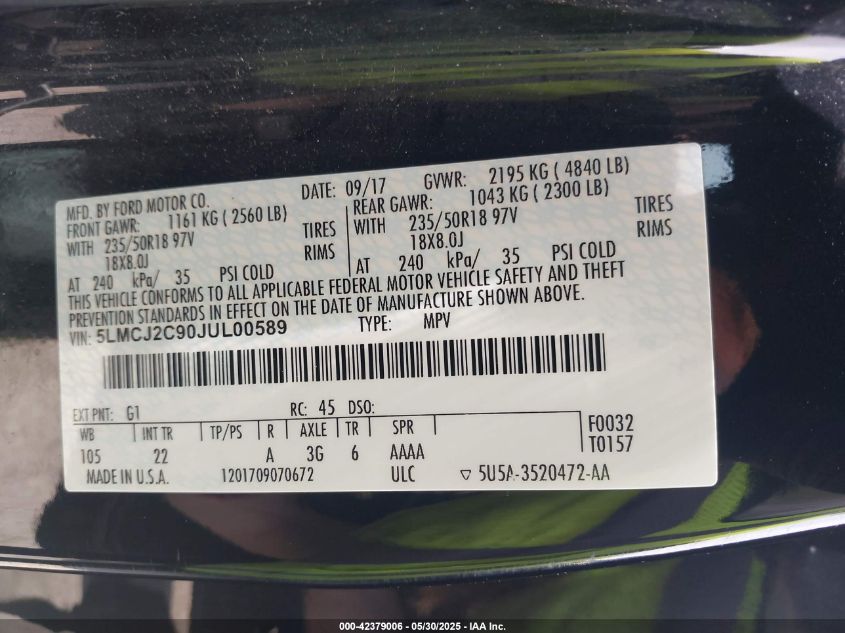 MFD. BY FORD MOTOR CO. DATE: 09/17 GVWR: 2195 KG ( 4840 LB)
FRONT GAWR: 1161 KG ( 2560 LB) REAR GAWR: 1043 KG ( 2300 LB)
WITH 235/50R18 97V TIRES WITH 235/50R18 97V TIRES
18X8.0J RIMS 18X8.0J RIMS
AT 240 kPa/ 35 PSI COLD AT 240 kPa/ 35 PSI COLD
THIS VEHICLE CONFORMS TO ALL APPLICABLE FEDERAL MOTOR VEHICLE SAFETY AND THEFT
PREVENTION STANDARDS IN EFFECT ON THE DATE OF MANUFACTURE SHOWN ABOVE.
VIN: 5LMCJ2C90JUL00589 TYPE: MPV
EXT PNT: G1 RC: 45 DSO:
WB INT TR TP/PS R AXLE TR SPR F0032
105 22 A 3G 6 AAAA T0157
MADE IN U.S.A. 1201709070672 ULC ▽ 5U5A-3520472-AA
000-42379006 - 05/30/2025 - IAA Inc.